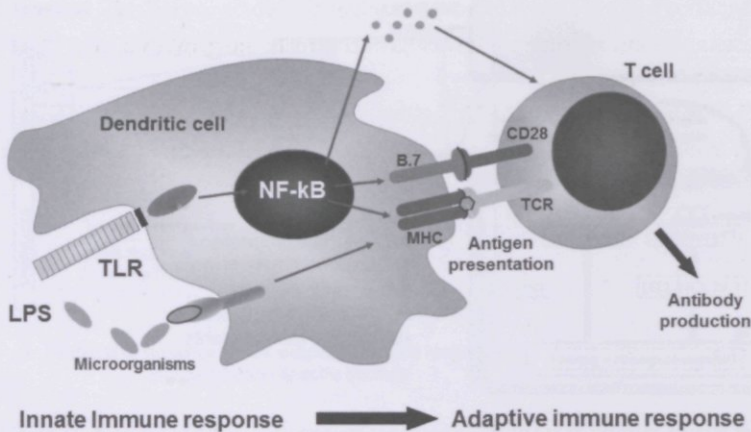 T cell
Dendritic cell
CD28
B.7
NF-kB
TCR
MHC
TLR
Antigen
presentation
LPS
Antibody
production
Microorganisms
Innate Immune response
Adaptive immune response